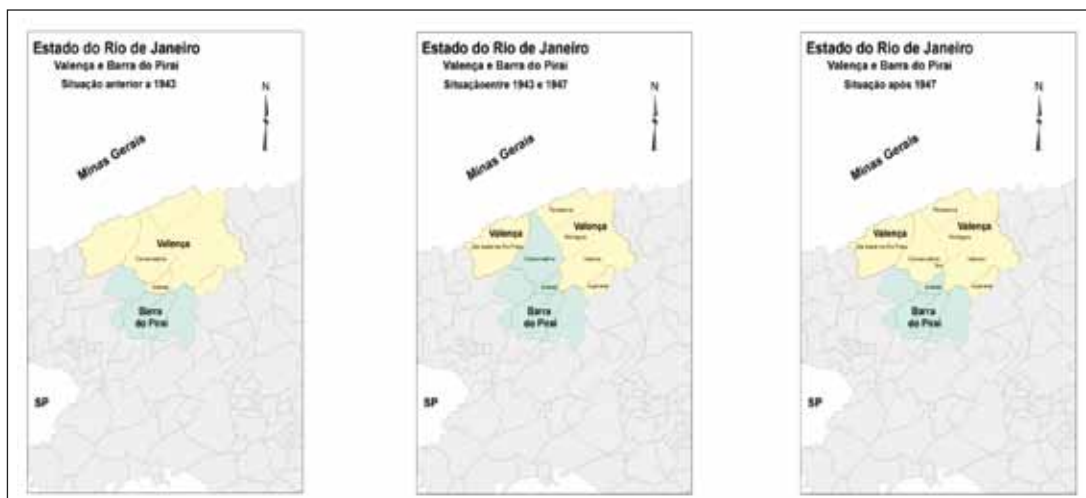 Estado do Rio de Janeiro
Valença e Barra do Piraí
Situação anterior a 1943
N
Minas Gerais
Valença
Conservatória
Barra
do Piraí
SP
Estado do Rio de Janeiro
Valença e Barra do Piraí
Situaçãoentre 1943 e 1947
N
Minas Gerais
Valença
Valença
Conservatória
Barra
do Piraí
SP
Estado do Rio de Janeiro
Valença e Barra do Piraí
Situação após 1947
N
Minas Gerais
Valença
Valença
Conservatória
Barra
do Piraí
SP